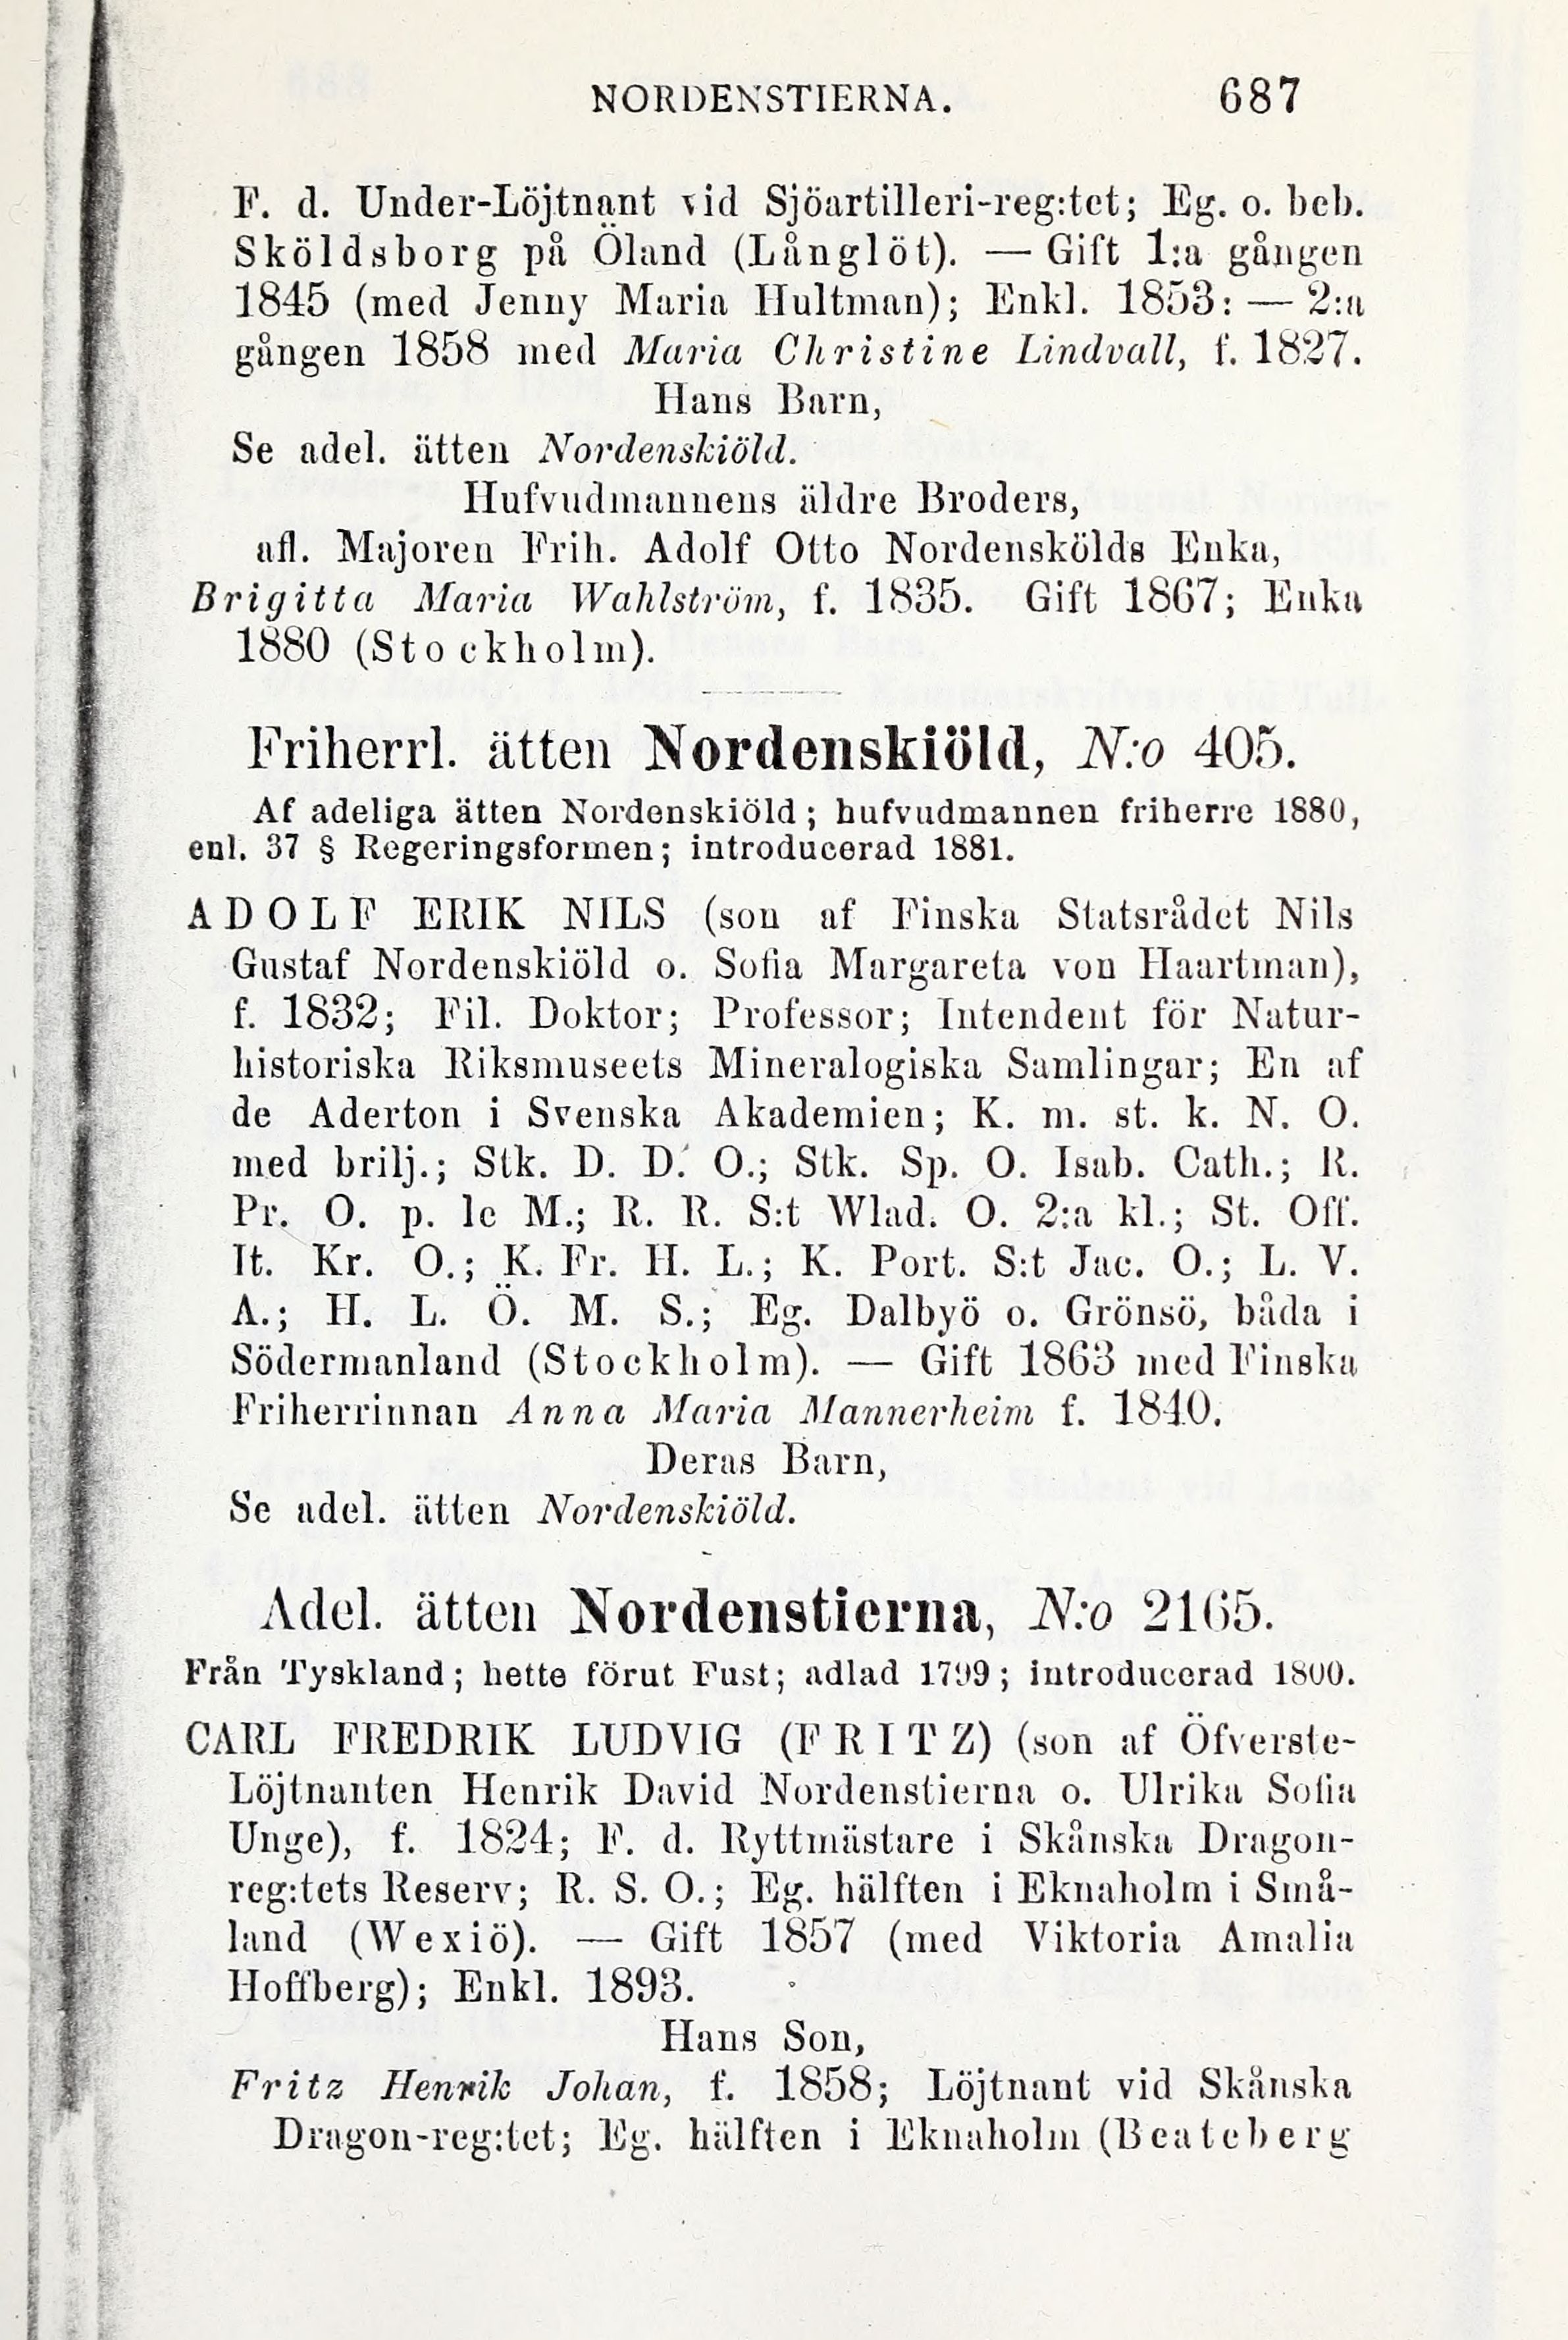 NORDENSTIERNA. 687
F. d. Under-Löjtnant vid Sjöartilleri-reg:tet; Eg. o. beb.
Sköldsborg på Öland (Långlöt). — Gift 1:a gången
1845 (med Jenny Maria Hultman); Enkl. 1853: — 2:a
gången 1858 med Maria Christine Lindvall, f. 1827.
Hans Barn,
Se adel. ätten Nordenskiöld.
Hufvudmannens äldre Broders,
afl. Majoren Frih. Adolf Otto Nordenskölds Enka,
Brigitta Maria Wahlström, f. 1835. Gift 1867; Enka
1880 (Stockholm).
Friherrl. ätten Nordenskiöld, N:o 405.
Af adeliga ätten Nordenskiöld; hufvudmannen friherre 1880,
enl. 37 § Regeringsformen; introducerad 1881.
ADOLF ERIK NILS (son af Finska Statsrådet Nils
Gustaf Nordenskiöld o. Sofia Margareta von Haartman),
f. 1832; Fil. Doktor; Professor; Intendent för Natur-
historiska Riksmuseets Mineralogiska Samlingar; En af
de Aderton i Svenska Akademien; K. m. st. k. N. O.
med brilj.; Stk. D. D. O.; Stk. Sp. O. Isab. Cath.; R.
Pr. O. p. le M.; R. R. S:t Wlad. O. 2:a kl.; St. Off.
It. Kr. O.; K. Fr. H. L.; K. Port. S:t Jac. O.; L. V.
A.; H. L. Ö. M. S.; Eg. Dalbyö o. Grönsö, båda i
Södermanland (Stockholm). — Gift 1863 med Finska
Friherrinnan Anna Maria Mannerheim f. 1840.
Deras Barn,
Se adel. ätten Nordenskiöld.
Adel. ätten Nordenstierna, N:o 2165.
Från Tyskland; hette förut Fust; adlad 1799; introducerad 1800.
CARL FREDRIK LUDVIG (FRITZ) (son af Öfverste-
Löjtnanten Henrik David Nordenstierna o. Ulrika Sofia
Unge), f. 1824; F. d. Ryttmästare i Skånska Dragon-
reg:tets Reserv; R. S. O.; Eg. hälften i Eknaholm i Små-
land (Wexiö). — Gift 1857 (med Viktoria Amalia
Hoffberg); Enkl. 1893.
Hans Son,
Fritz Henrik Johan, f. 1858; Löjtnant vid Skånska
Dragon-reg:tet; Eg. hälften i Eknaholm (Beateberg